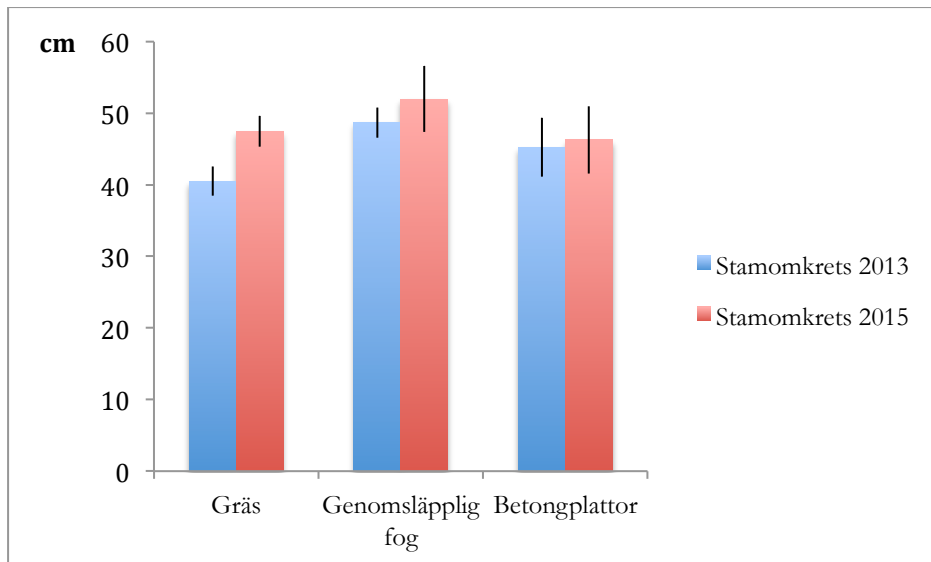 cm
60
50
40
30
20
10
0
Gräs
Genomsläpplig
fog
Betongplattor
Stamomkrets 2013
Stamomkrets 2015